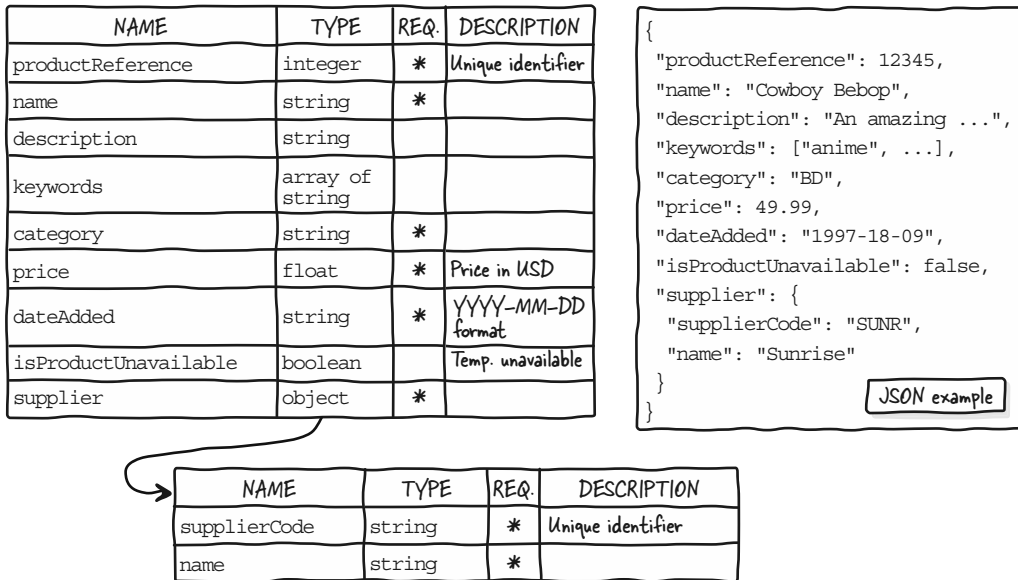 NAME TYPE REQ. DESCRIPTION
productReference integer * Unique identifier
name string *
description string
keywords array of
string
category string *
price float * Price in USD
dateAdded string * YYYY-MM-DD
format
isProductUnavailable boolean Temp. unavailable
supplier object *
{
"productReference": 12345,
"name": "Cowboy Bebop",
"description": "An amazing ...",
"keywords": ["anime", ...],
"category": "BD",
"price": 49.99,
"dateAdded": "1997-18-09",
"isProductUnavailable": false,
"supplier": {
"supplierCode": "SUNR",
"name": "Sunrise"
}
}
JSON example
NAME TYPE REQ. DESCRIPTION
supplierCode string * Unique identifier
name string *